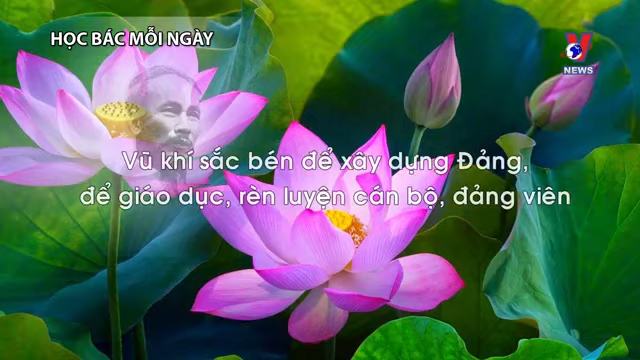 HỌC BÁC MỖI NGÀY
V
NEWS
Vũ khí sắc bén để xây dựng Đảng,
để giáo dục, rèn luyện cán bộ, đảng viên